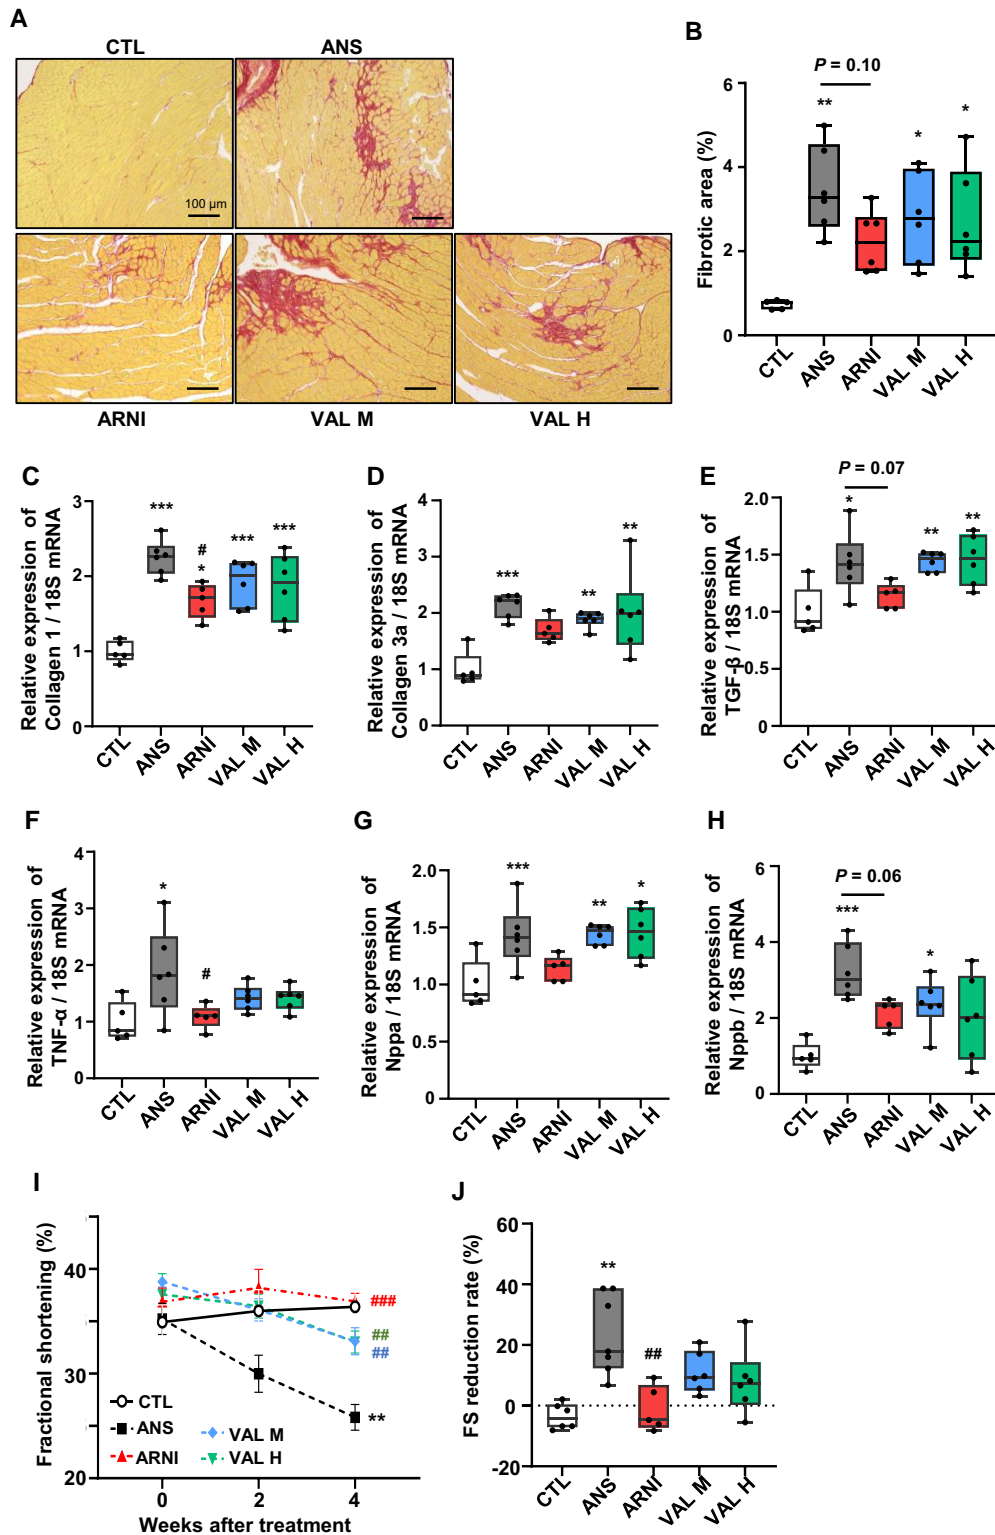 A
CTL
ANS
100 µm
ARNI
VAL M
VAL H
B
P = 0.10
**
*
*
Fibrotic area (%)
6
4
2
0
CTL
ANS
ARNI
VAL M
VAL H
C
Relative expression of
Collagen 1 / 18S mRNA
3
2
1
0
***
#
*
***
***
CTL
ANS
ARNI
VAL M
VAL H
D
Relative expression of
Collagen 3a / 18S mRNA
4
3
2
1
0
***
**
**
CTL
ANS
ARNI
VAL M
VAL H
E
P = 0.07
Relative expression of
TGF-β / 18S mRNA
2.0
1.5
1.0
0.5
0
*
**
**
CTL
ANS
ARNI
VAL M
VAL H
F
Relative expression of
TNF-α / 18S mRNA
4
3
2
1
0
*
#
CTL
ANS
ARNI
VAL M
VAL H
G
Relative expression of
Nppa / 18S mRNA
2.0
1.5
1.0
0.5
0
***
**
*
CTL
ANS
ARNI
VAL M
VAL H
H
P = 0.06
Relative expression of
Nppb / 18S mRNA
6
4
2
0
***
*
CTL
ANS
ARNI
VAL M
VAL H
I
Fractional shortening (%)
40
30
20
###
##
##
**
CTL
ANS
ARNI
VAL M
VAL H
0
2
4
Weeks after treatment
J
FS reduction rate (%)
60
40
20
0
-20
**
##
CTL
ANS
ARNI
VAL M
VAL H